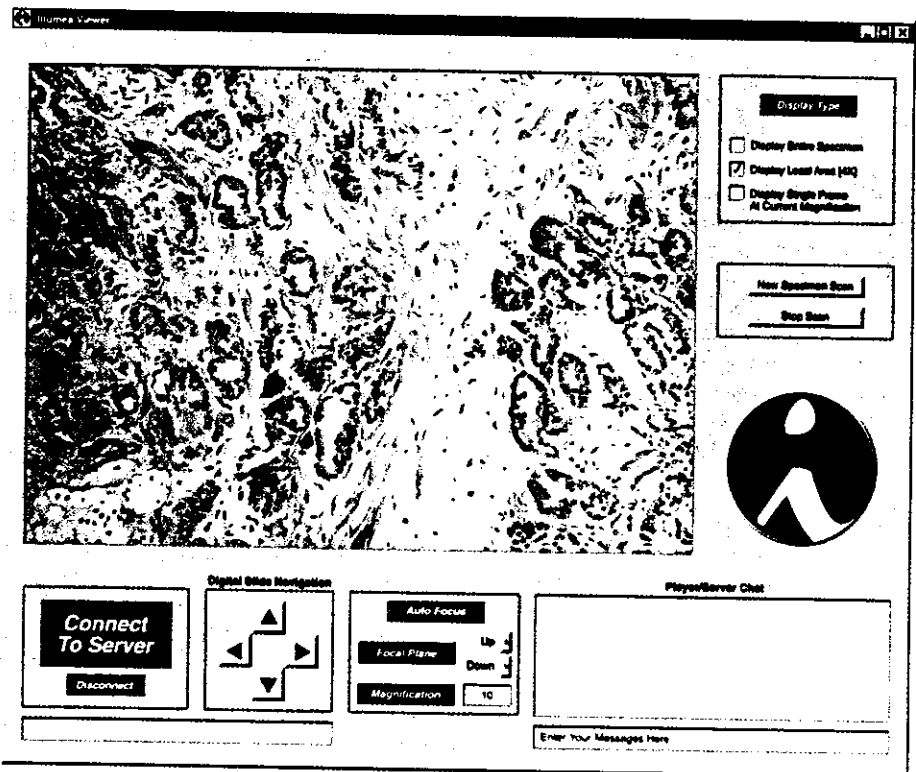 Illumea Viewer
Display Type
Display Entire Specimen
Display Local Area [4X]
Display Single Frame
At Current Magnification
New Specimen Scan
Stop Scan
Digital Slide Navigation
Connect
To Server
Disconnect
Auto Focus
Focal Plane
Up
Down
Magnification
10
Player/Server Chat
Enter Your Messages Here